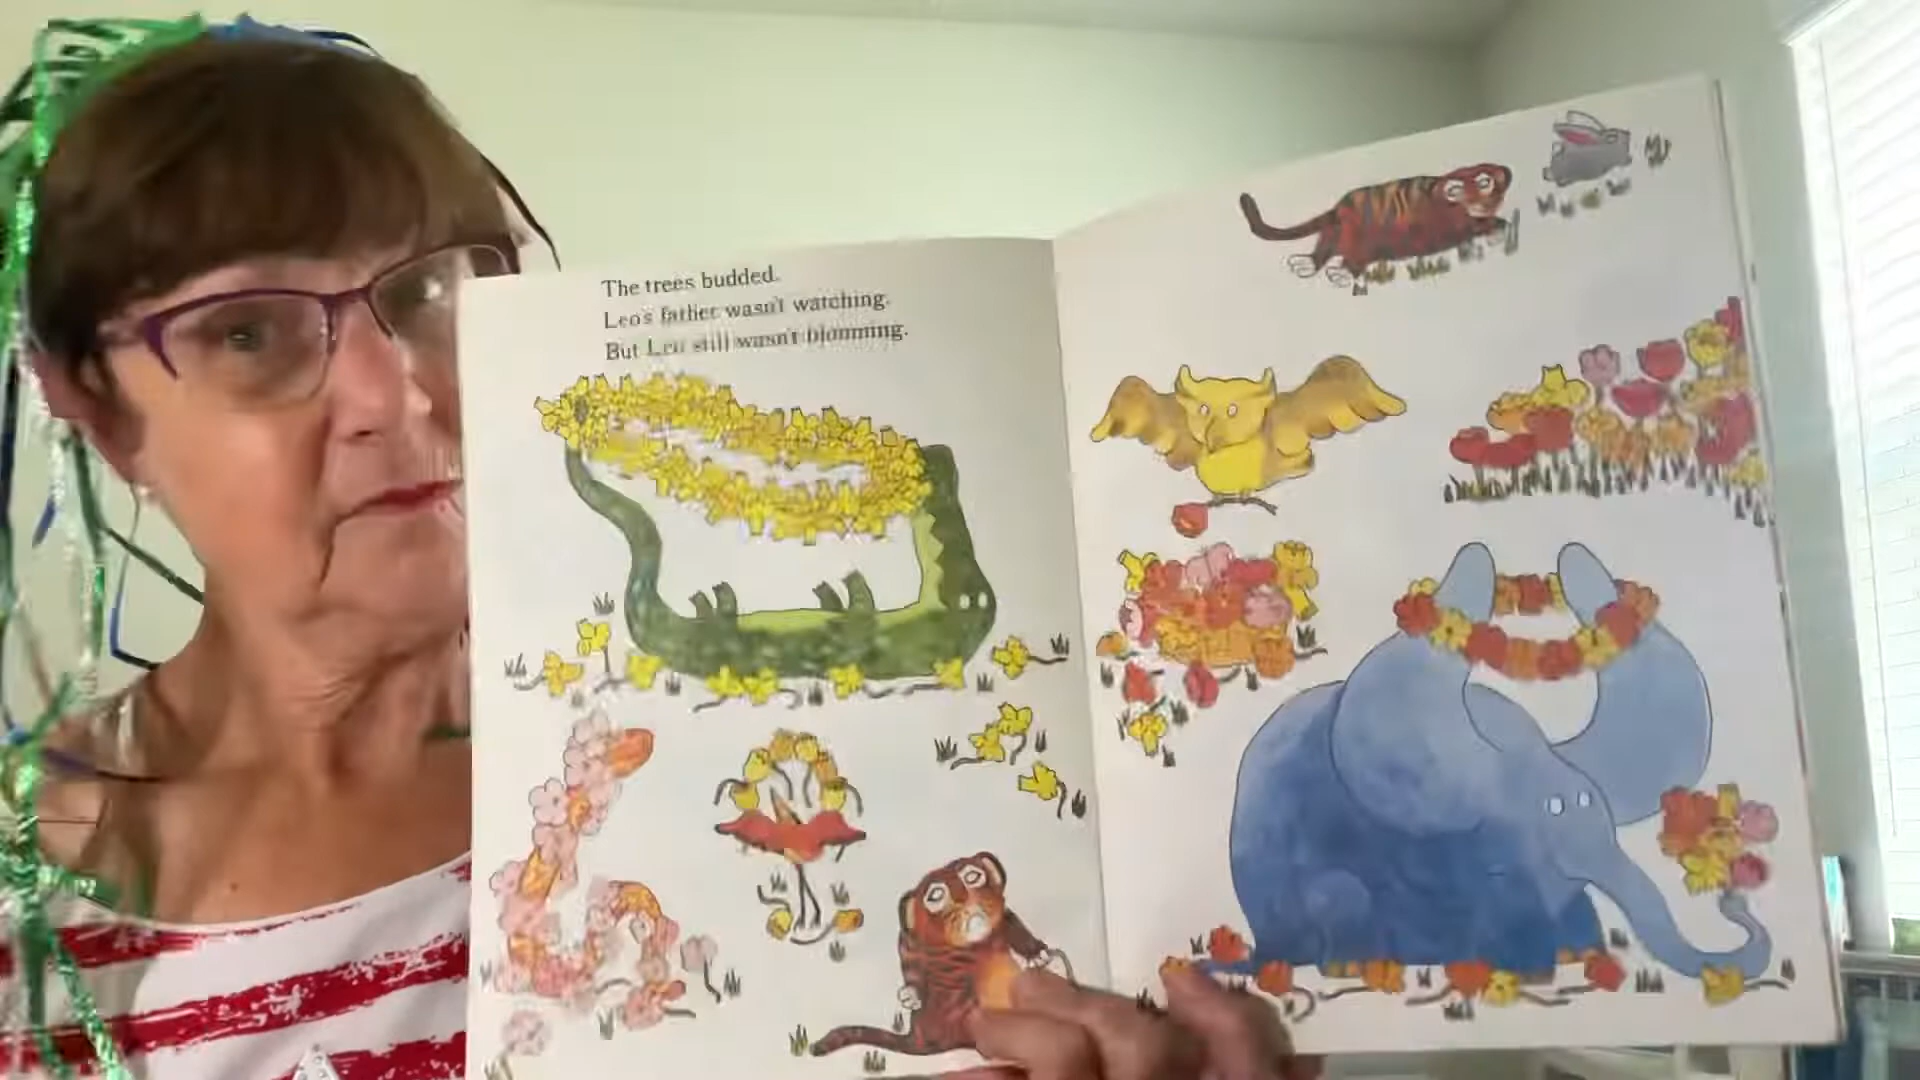 The trees budded.
Leo's father wasn't watching.
But Leo still wasn't blooming.